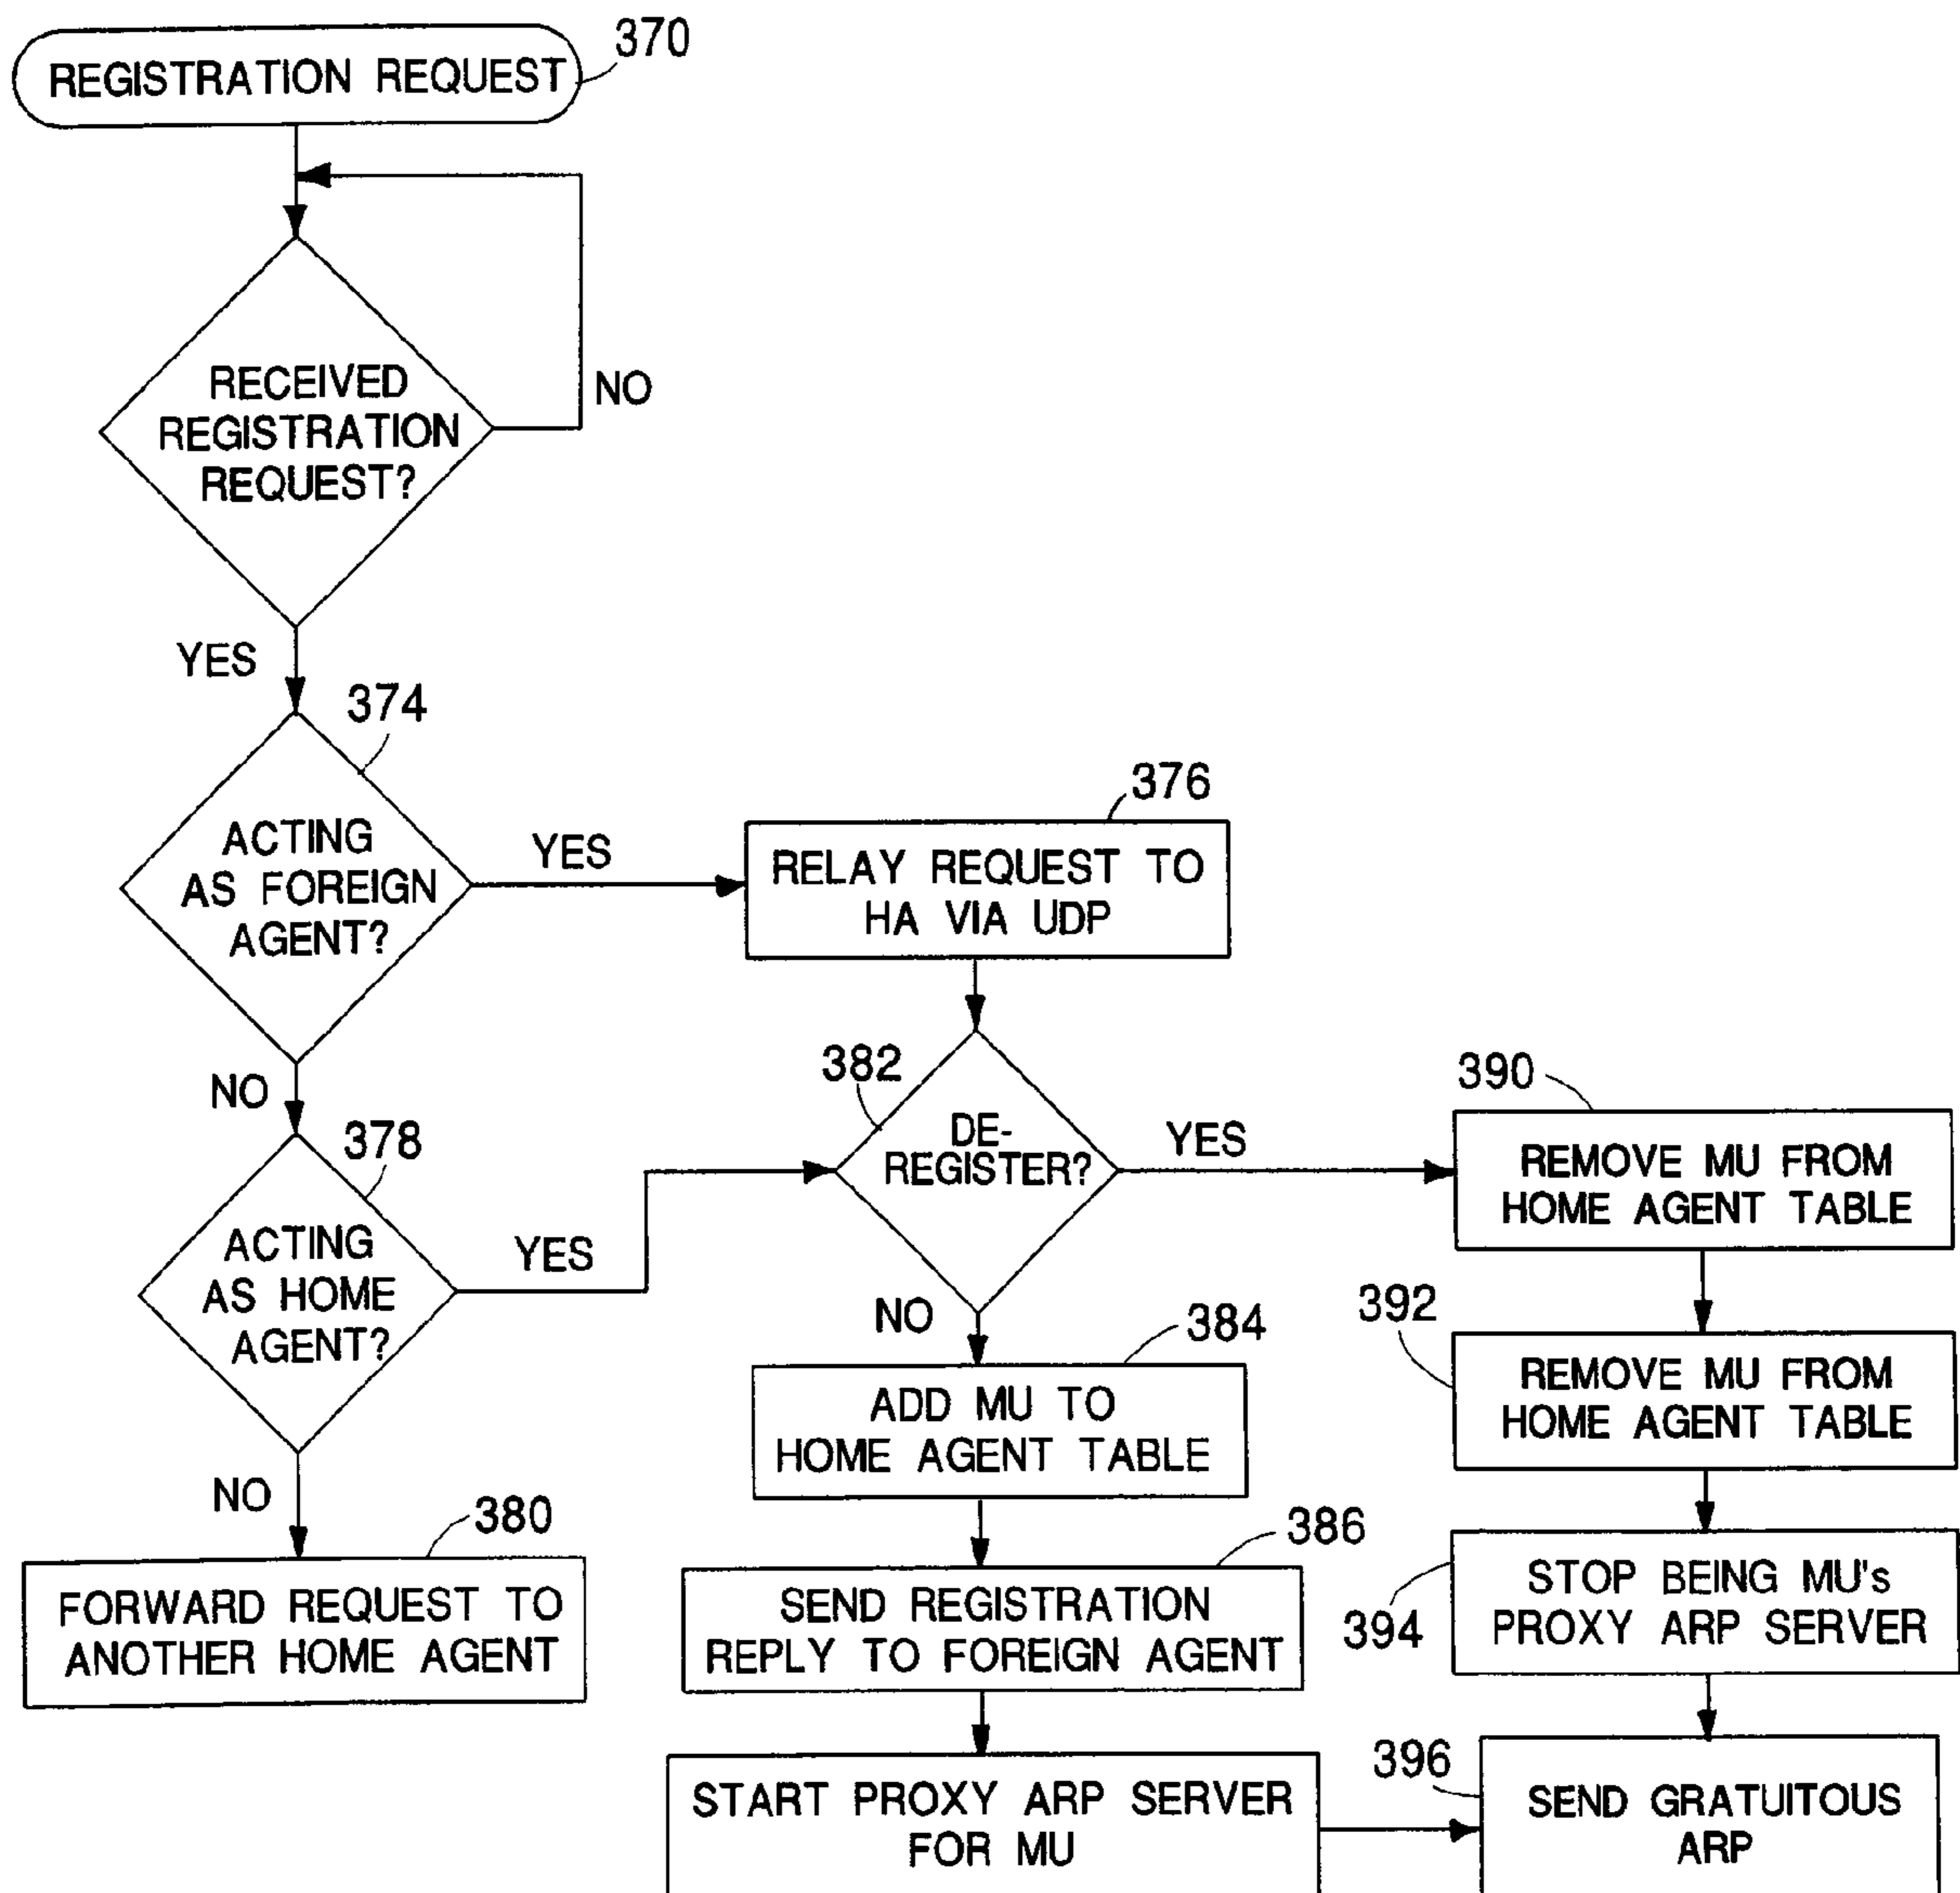 370
REGISTRATION REQUEST
RECEIVED
REGISTRATION
REQUEST?
NO
YES
374
ACTING
AS FOREIGN
AGENT?
YES
376
RELAY REQUEST TO
HA VIA UDP
NO
378
ACTING
AS HOME
AGENT?
YES
382
DE-
REGISTER?
YES
390
REMOVE MU FROM
HOME AGENT TABLE
NO
384
ADD MU TO
HOME AGENT TABLE
392
REMOVE MU FROM
HOME AGENT TABLE
NO
380
FORWARD REQUEST TO
ANOTHER HOME AGENT
386
SEND REGISTRATION
REPLY TO FOREIGN AGENT
394
STOP BEING MU's
PROXY ARP SERVER
START PROXY ARP SERVER
FOR MU
396
SEND GRATUITOUS
ARP